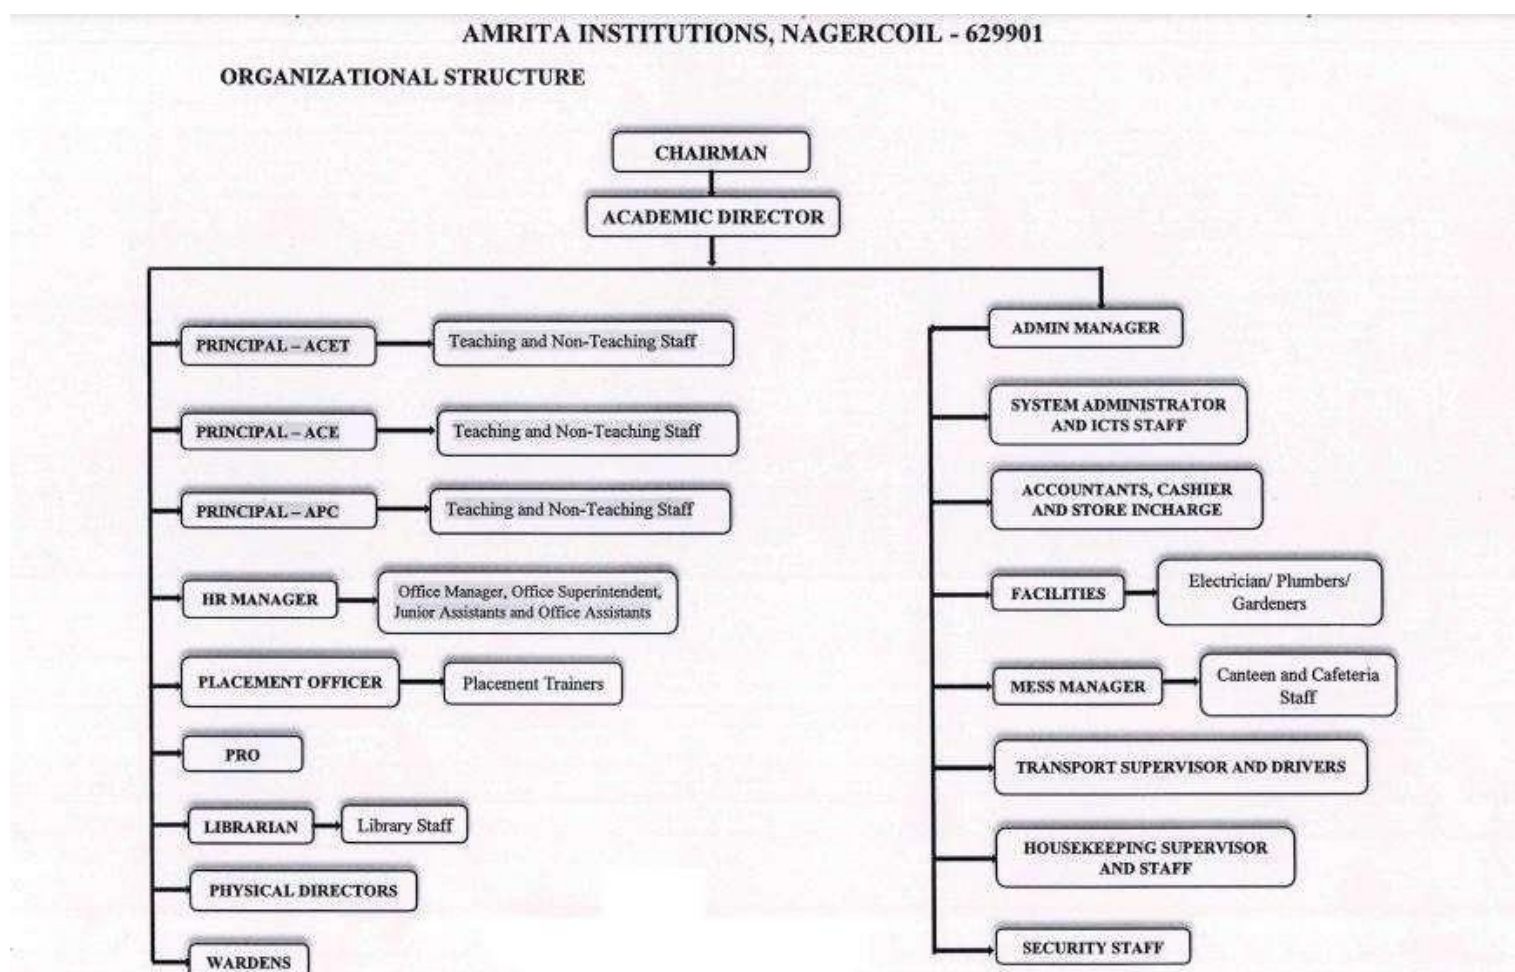 AMRITA INSTITUTIONS, NAGERCOIL - 629901
ORGANIZATIONAL STRUCTURE
CHAIRMAN
ACADEMIC DIRECTOR
PRINCIPAL – ACET
Teaching and Non-Teaching Staff
PRINCIPAL – ACE
Teaching and Non-Teaching Staff
PRINCIPAL – APC
Teaching and Non-Teaching Staff
HR MANAGER
Office Manager, Office Superintendent,
Junior Assistants and Office Assistants
PLACEMENT OFFICER
Placement Trainers
PRO
LIBRARIAN
Library Staff
PHYSICAL DIRECTORS
WARDENS
ADMIN MANAGER
SYSTEM ADMINISTRATOR
AND ICTS STAFF
ACCOUNTANTS, CASHIER
AND STORE INCHARGE
FACILITIES
Electrician/ Plumbers/
Gardeners
MESS MANAGER
Canteen and Cafeteria
Staff
TRANSPORT SUPERVISOR AND DRIVERS
HOUSEKEEPING SUPERVISOR
AND STAFF
SECURITY STAFF